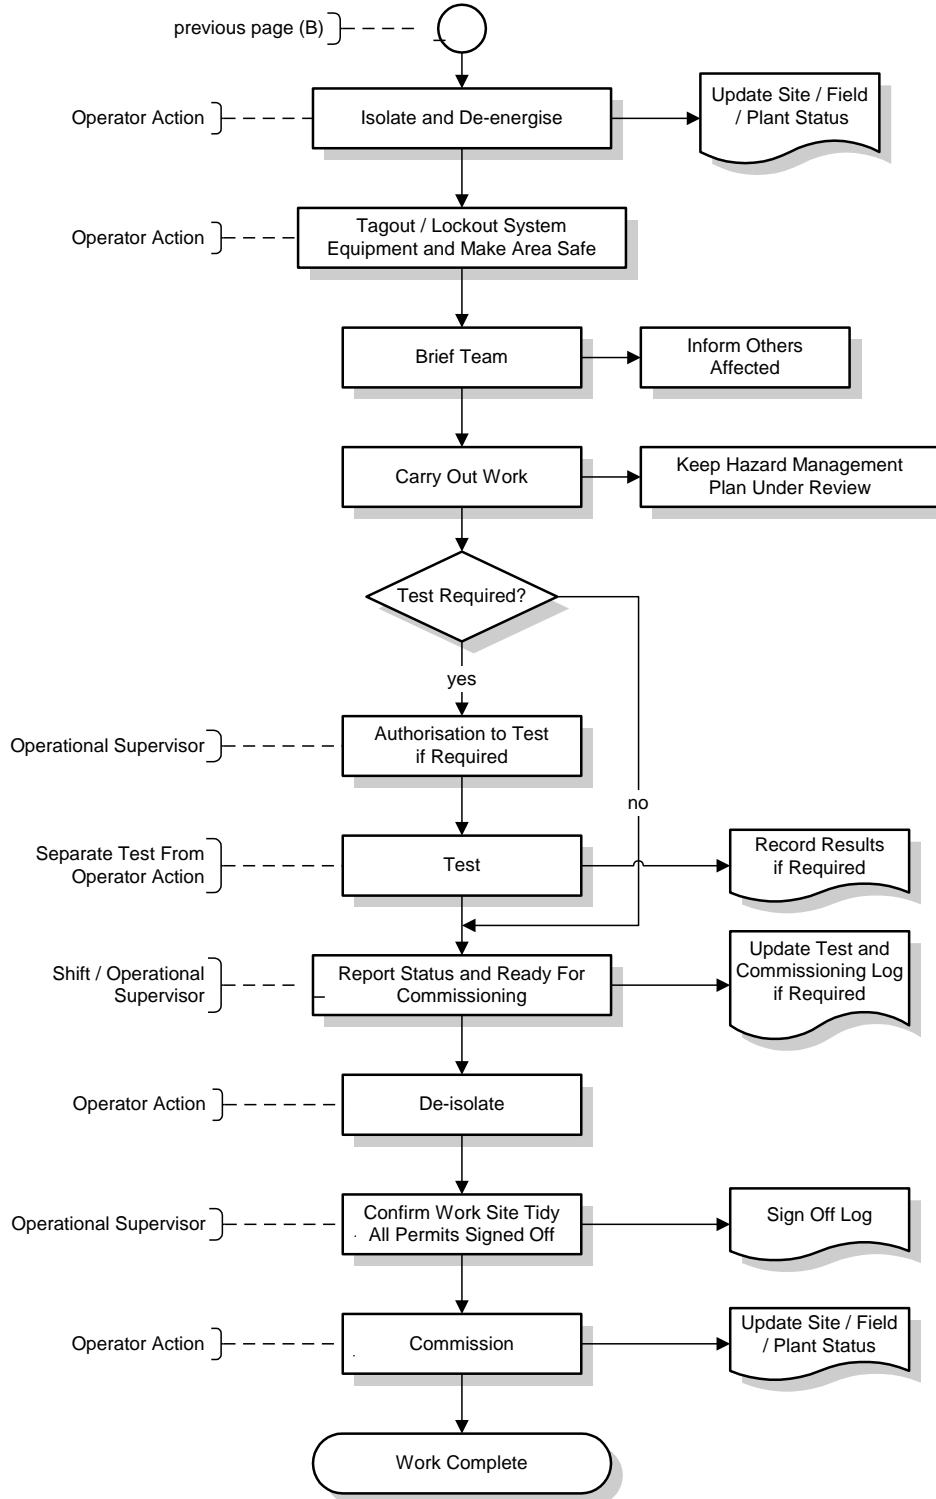 previous page (B)
Operator Action
Isolate and De-energise
Update Site / Field
/ Plant Status
Operator Action
Tagout / Lockout System
Equipment and Make Area Safe
Brief Team
Inform Others
Affected
Carry Out Work
Keep Hazard Management
Plan Under Review
Test Required?
yes
no
Operational Supervisor
Authorisation to Test
if Required
Separate Test From
Operator Action
Test
Record Results
if Required
Shift / Operational
Supervisor
Report Status and Ready For
Commissioning
Update Test and
Commissioning Log
if Required
Operator Action
De-isolate
Operational Supervisor
Confirm Work Site Tidy
All Permits Signed Off
Sign Off Log
Operator Action
Commission
Update Site / Field
/ Plant Status
Work Complete